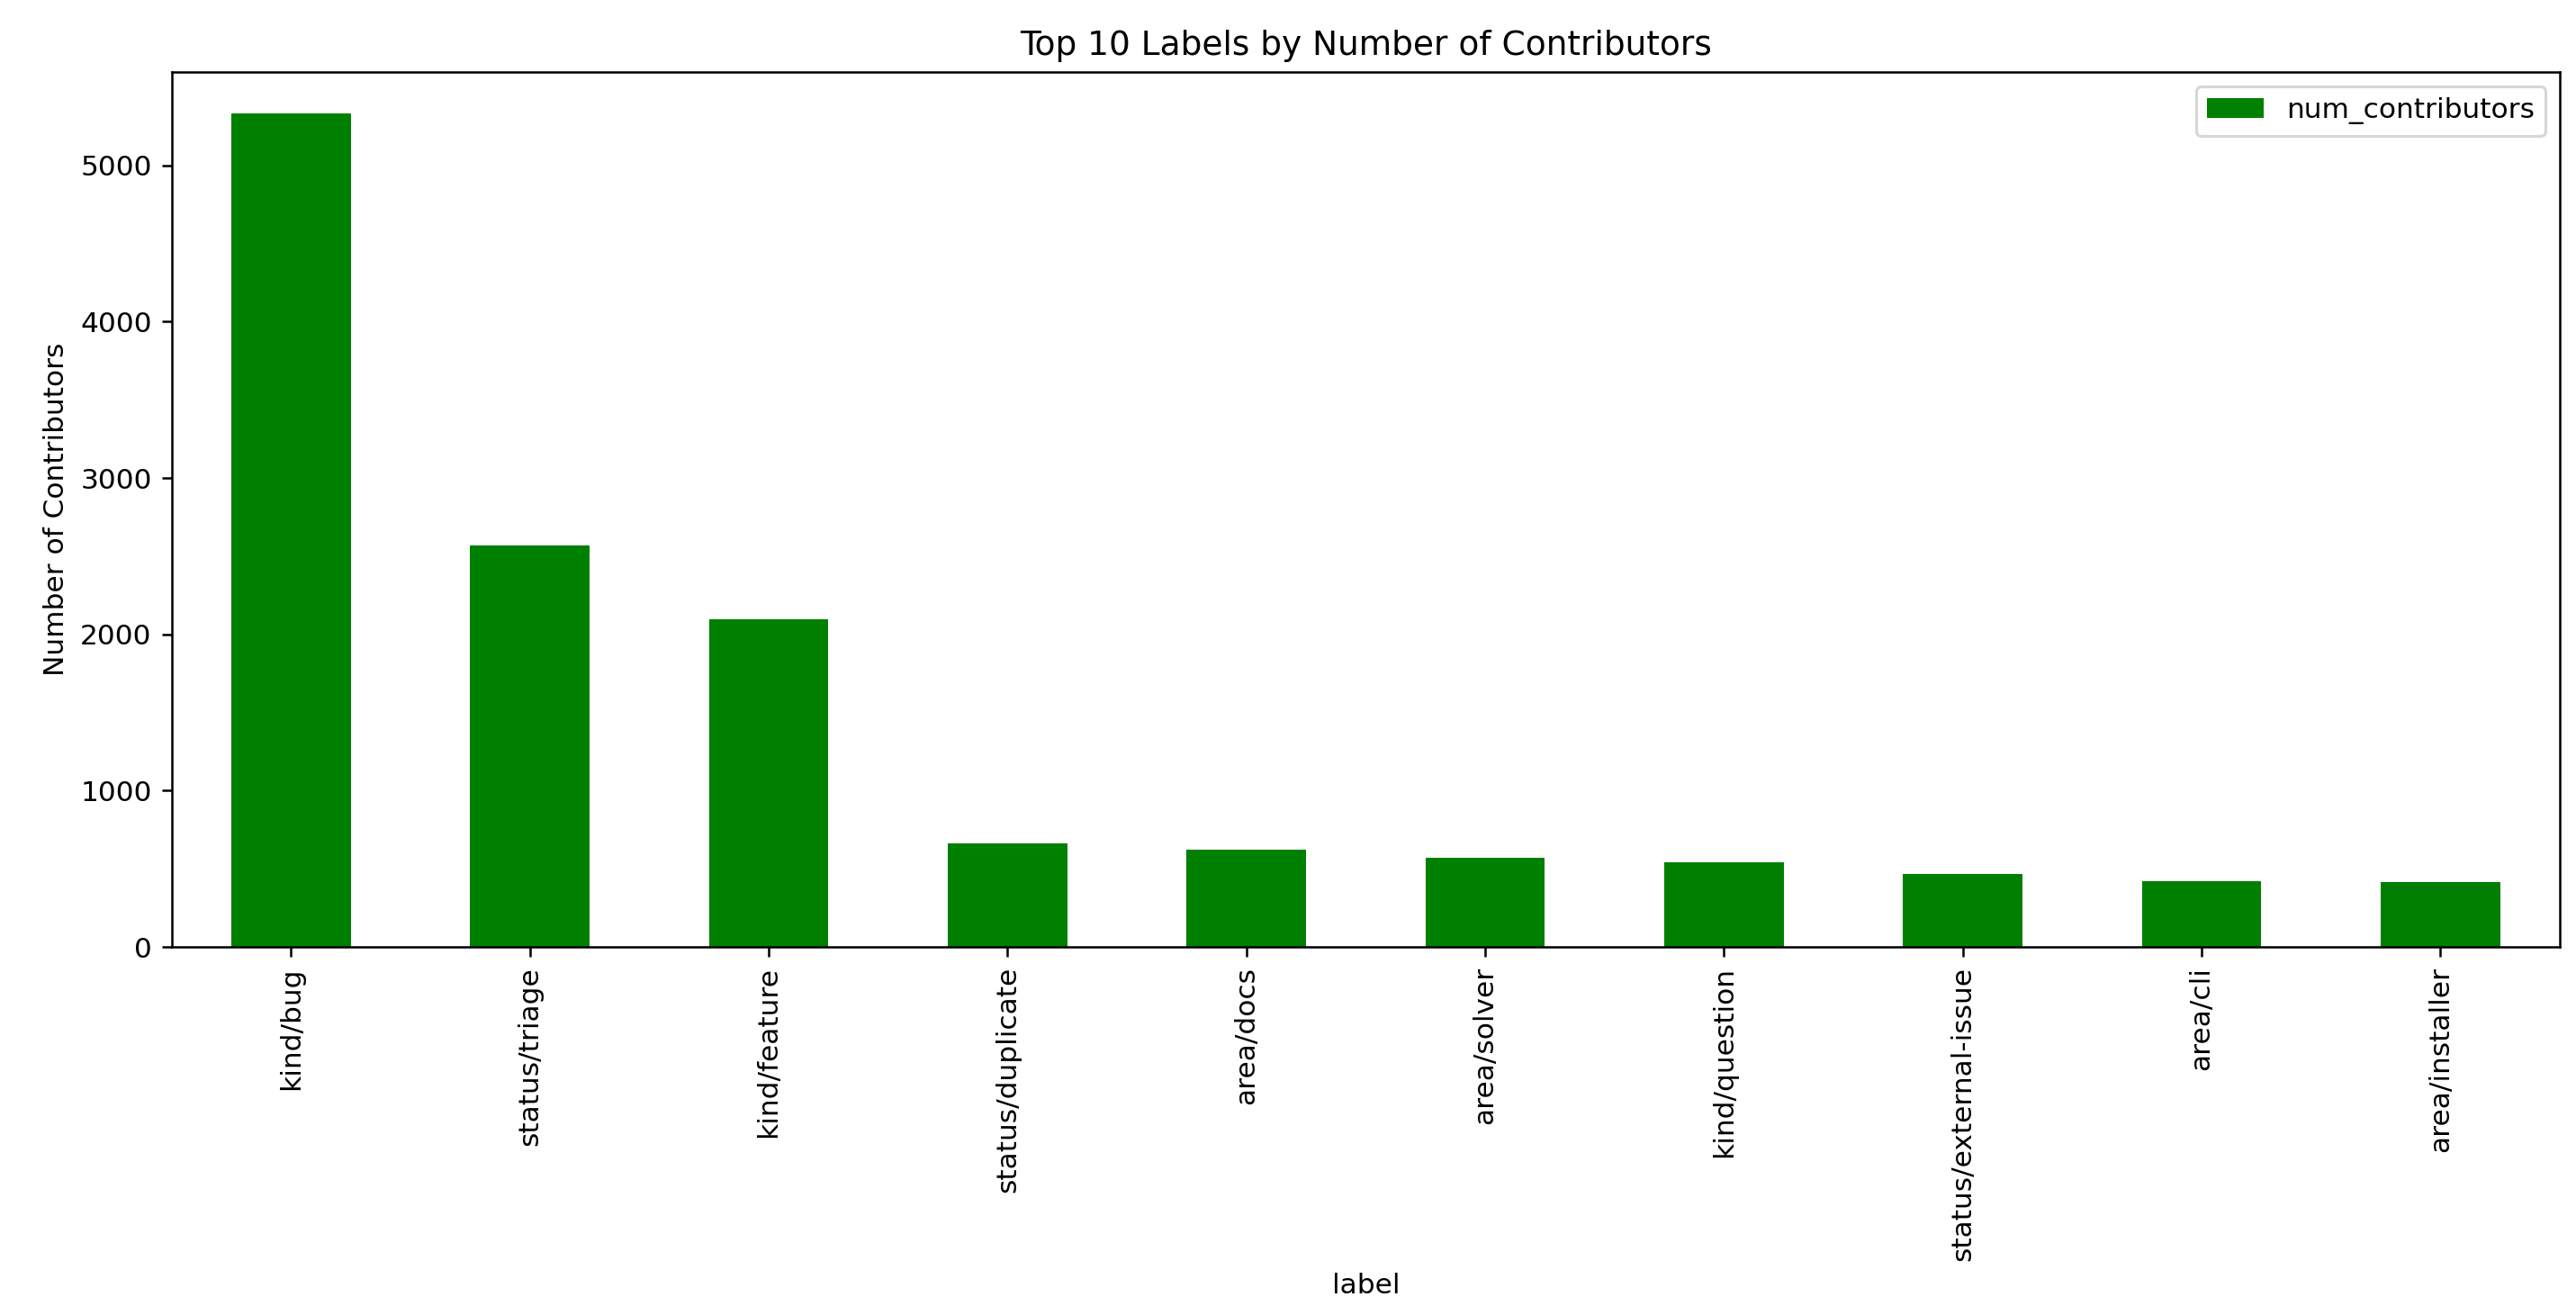 Top 10 Labels by Number of Contributors
num_contributors
Number of Contributors
5000
4000
3000
2000
1000
0
kind/bug
status/triage
kind/feature
status/duplicate
area/docs
area/solver
kind/question
status/external-issue
area/cli
area/installer
label